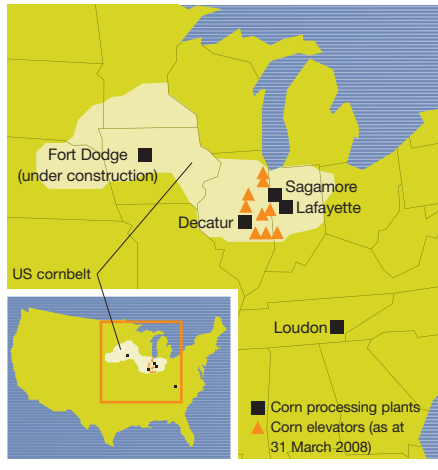 Fort Dodge
(under construction)
Sagamore
Lafayette
Decatur
US cornbelt
Loudon
Corn processing plants
Corn elevators (as at
31 March 2008)